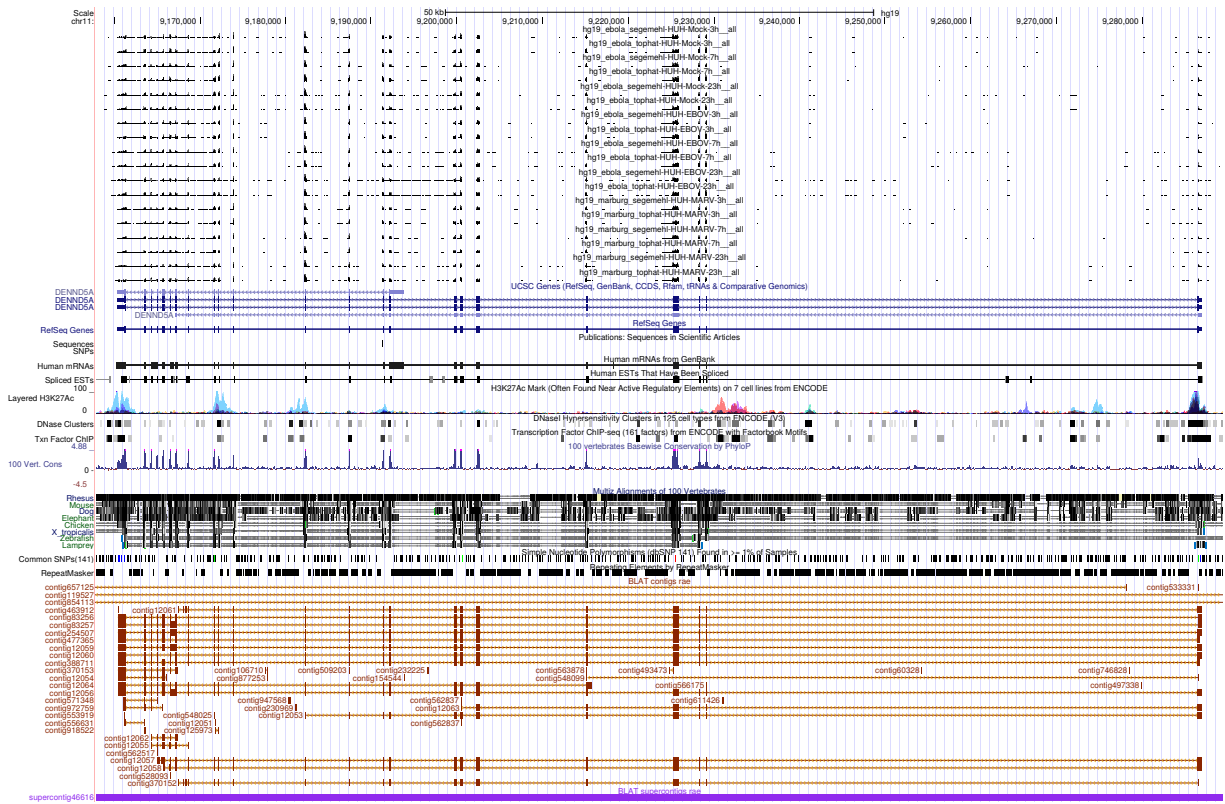 Scale 50 kb hg19
chr11: 9,170,000 9,180,000 9,190,000 9,200,000 9,210,000 9,220,000 9,230,000 9,240,000 9,250,000 9,260,000 9,270,000 9,280,000
hg19_ebola_segemehl-HUH-Mock-3h__all
hg19_ebola_tophat-HUH-Mock-3h__all
hg19_ebola_segemehl-HUH-Mock-7h__all
hg19_ebola_tophat-HUH-Mock-7h__all
hg19_ebola_segemehl-HUH-Mock-23h__all
hg19_ebola_tophat-HUH-Mock-23h__all
hg19_ebola_segemehl-HUH-EBOV-3h__all
hg19_ebola_tophat-HUH-EBOV-3h__all
hg19_ebola_segemehl-HUH-EBOV-7h__all
hg19_ebola_tophat-HUH-EBOV-7h__all
hg19_ebola_segemehl-HUH-EBOV-23h__all
hg19_ebola_tophat-HUH-EBOV-23h__all
hg19_marburg_segemehl-HUH-MARV-3h__all
hg19_marburg_tophat-HUH-MARV-3h__all
hg19_marburg_segemehl-HUH-MARV-7h__all
hg19_marburg_tophat-HUH-MARV-7h__all
hg19_marburg_segemehl-HUH-MARV-23h__all
hg19_marburg_tophat-HUH-MARV-23h__all
UCSC Genes (RefSeq, GenBank, CCDS, Rfam, tRNAs & Comparative Genomics)
DENND5A
DENND5A
DENND5A
DENND5A
RefSeq Genes
RefSeq Genes
Publications: Sequences in Scientific Articles
Sequences
SNPs
Human mRNAs from GenBank
Human mRNAs
Human ESTs That Have Been Spliced
Spliced ESTs
H3K27Ac Mark (Often Found Near Active Regulatory Elements) on 7 cell lines from ENCODE
100
Layered H3K27Ac
0
DNaseI Hypersensitivity Clusters in 125 cell types from ENCODE (V3)
DNase Clusters
Transcription Factor ChIP-seq (161 factors) from ENCODE with Factorbook Motifs
Txn Factor ChIP
100 vertebrates Basewise Conservation by PhyloP
4.88
100 Vert. Cons
0
-4.5
Multiz Alignments of 100 Vertebrates
Rhesus
Mouse
Dog
Elephant
Chicken
X_tropicalis
Zebrafish
Lamprey
Simple Nucleotide Polymorphisms (dbSNP 141) Found in >= 1% of Samples
Common SNPs(141)
Repeating Elements by RepeatMasker
RepeatMasker
BLAT contigs rae
contig657125 contig533331
contig119527
contig854113
contig463912 contig12061
contig83256
contig83257
contig254507
contig477365
contig12059
contig12060
contig388711
contig370153 contig106710 contig509203 contig232225 contig563878 contig493473 contig60326 contig746828
contig12054 contig877253 contig154544 contig548099
contig12064 contig566175 contig497338
contig12056
contig571348 contig947568 contig562837 contig611426
contig972759 contig230969 contig12063
contig553919 contig548025 contig12053
contig556631 contig12051 contig562837
contig918522 contig125973
contig12062
contig12055
contig562517
contig12057
contig12058
contig528093
contig370152
BLAT supercontigs rae
supercontig46616